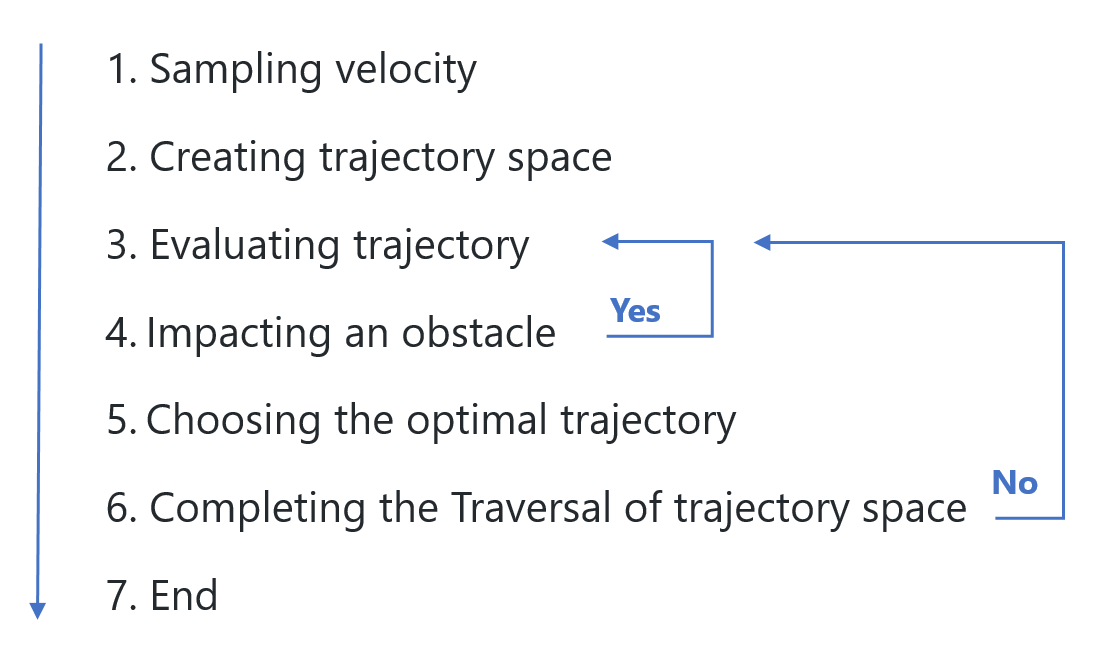 1. Sampling velocity
2. Creating trajectory space
3. Evaluating trajectory
Yes
4. Impacting an obstacle
5. Choosing the optimal trajectory
No
6. Completing the Traversal of trajectory space
7. End